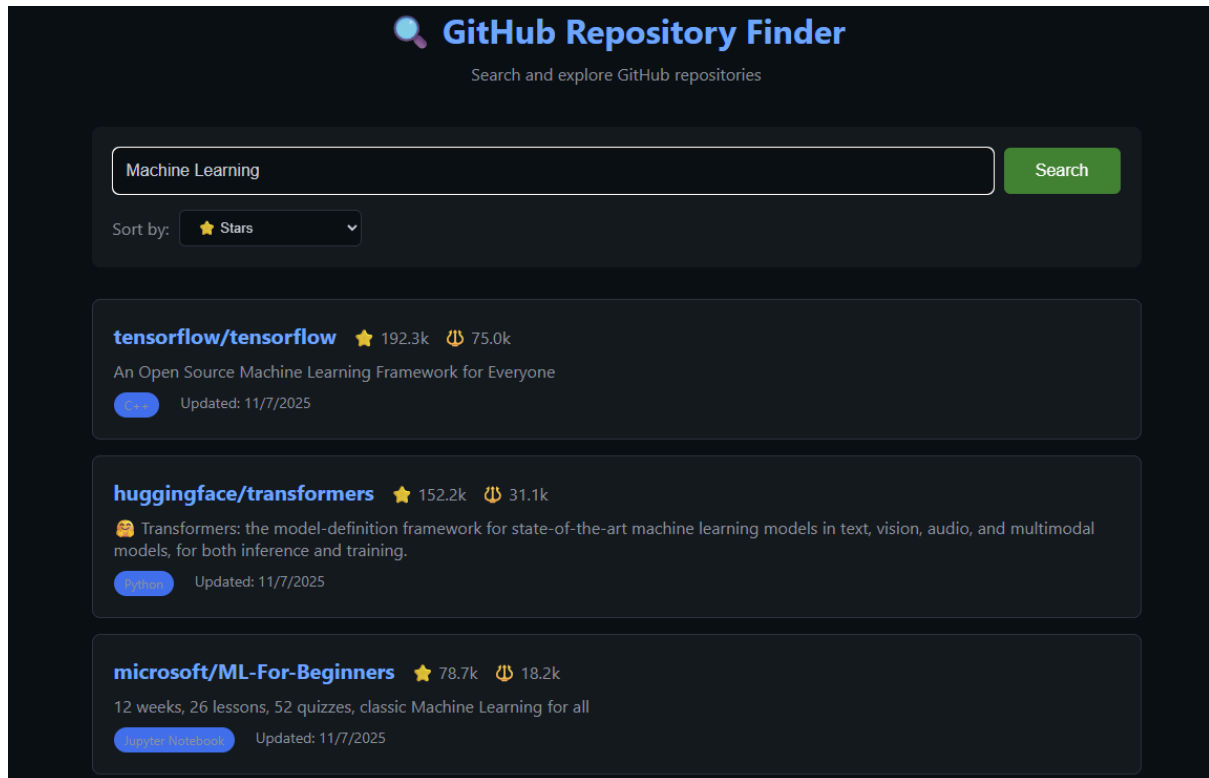 🔍 GitHub Repository Finder
Search and explore GitHub repositories
Machine Learning
Search
Sort by: ⭐ Stars
tensorflow/tensorflow ⭐ 192.3k 🔱 75.0k
An Open Source Machine Learning Framework for Everyone
C++ Updated: 11/7/2025
huggingface/transformers ⭐ 152.2k 🔱 31.1k
🤗 Transformers: the model-definition framework for state-of-the-art machine learning models in text, vision, audio, and multimodal
models, for both inference and training.
Python Updated: 11/7/2025
microsoft/ML-For-Beginners ⭐ 78.7k 🔱 18.2k
12 weeks, 26 lessons, 52 quizzes, classic Machine Learning for all
Jupyter Notebook Updated: 11/7/2025